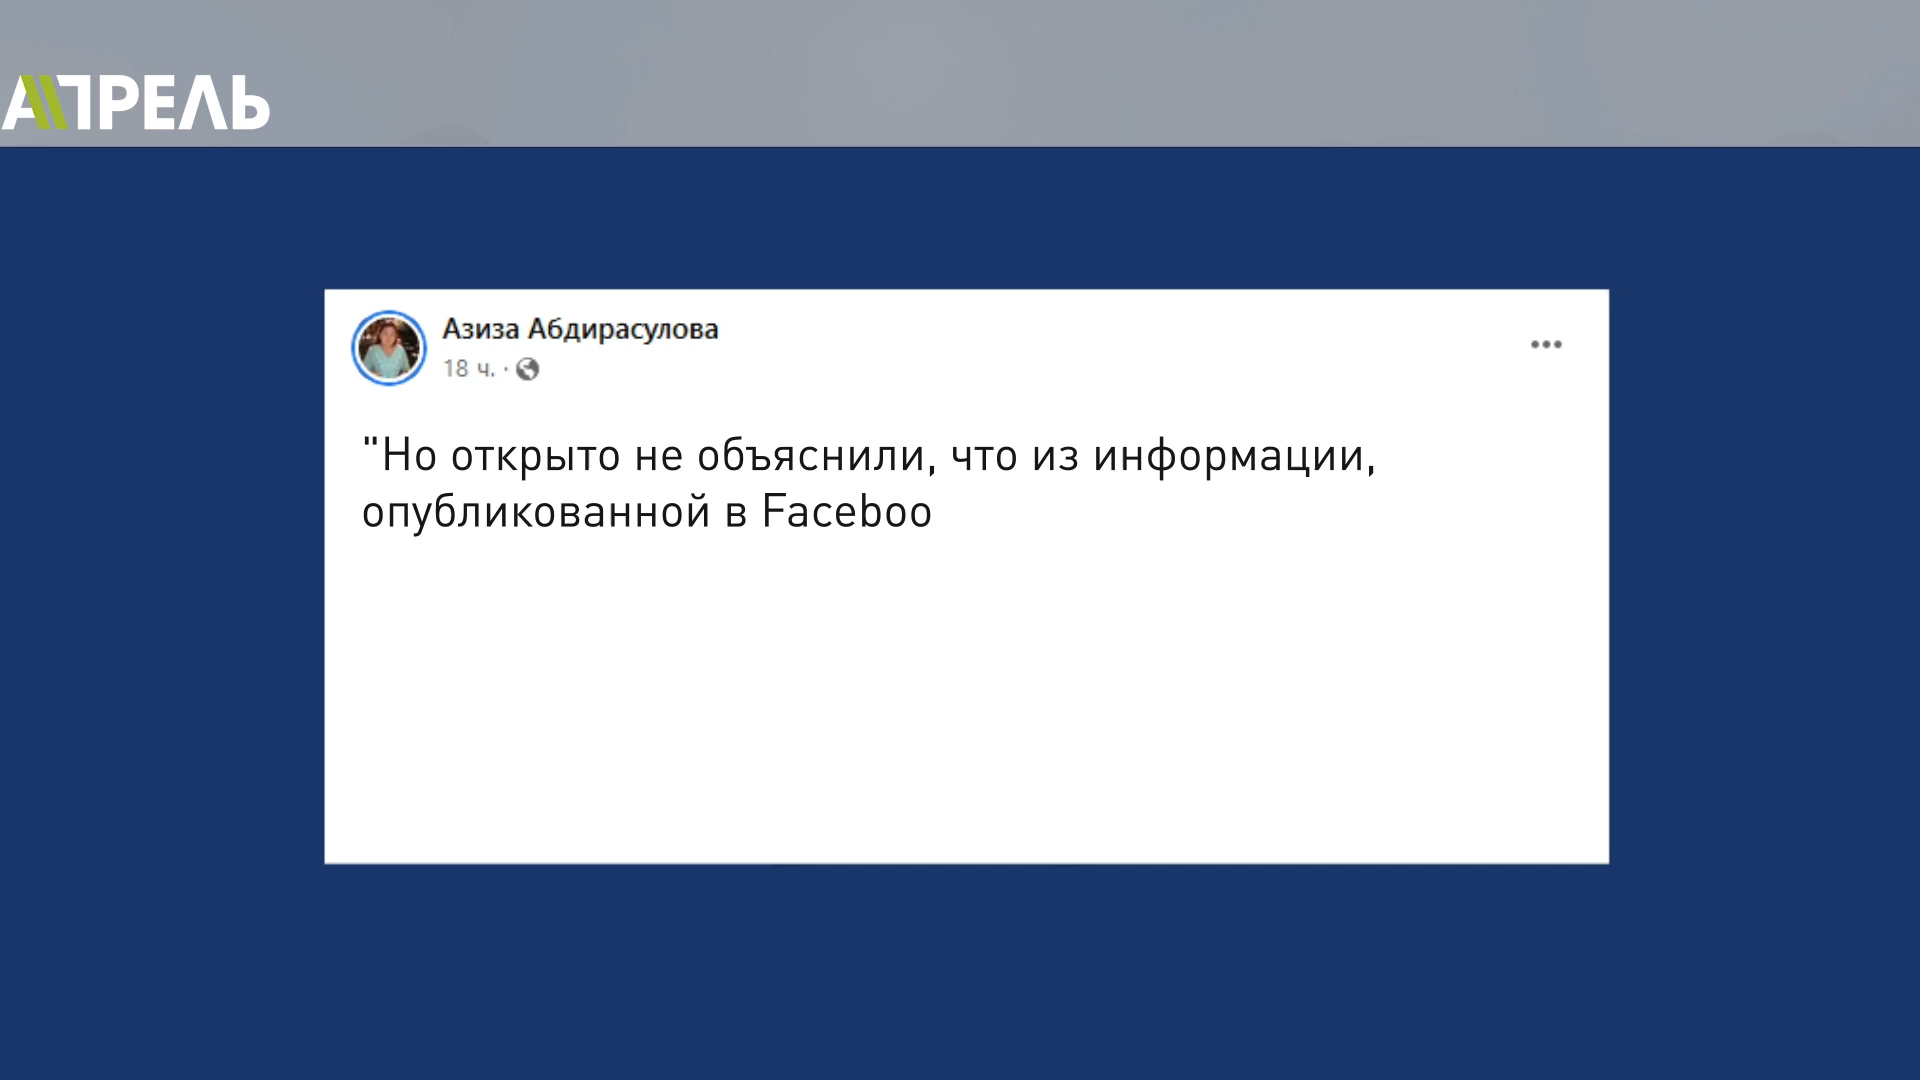 АПРЕЛЬ
Азиза Абдирасулова
18 ч. ·
"Но открыто не объяснили, что из информации,
опубликованной в Faceboo